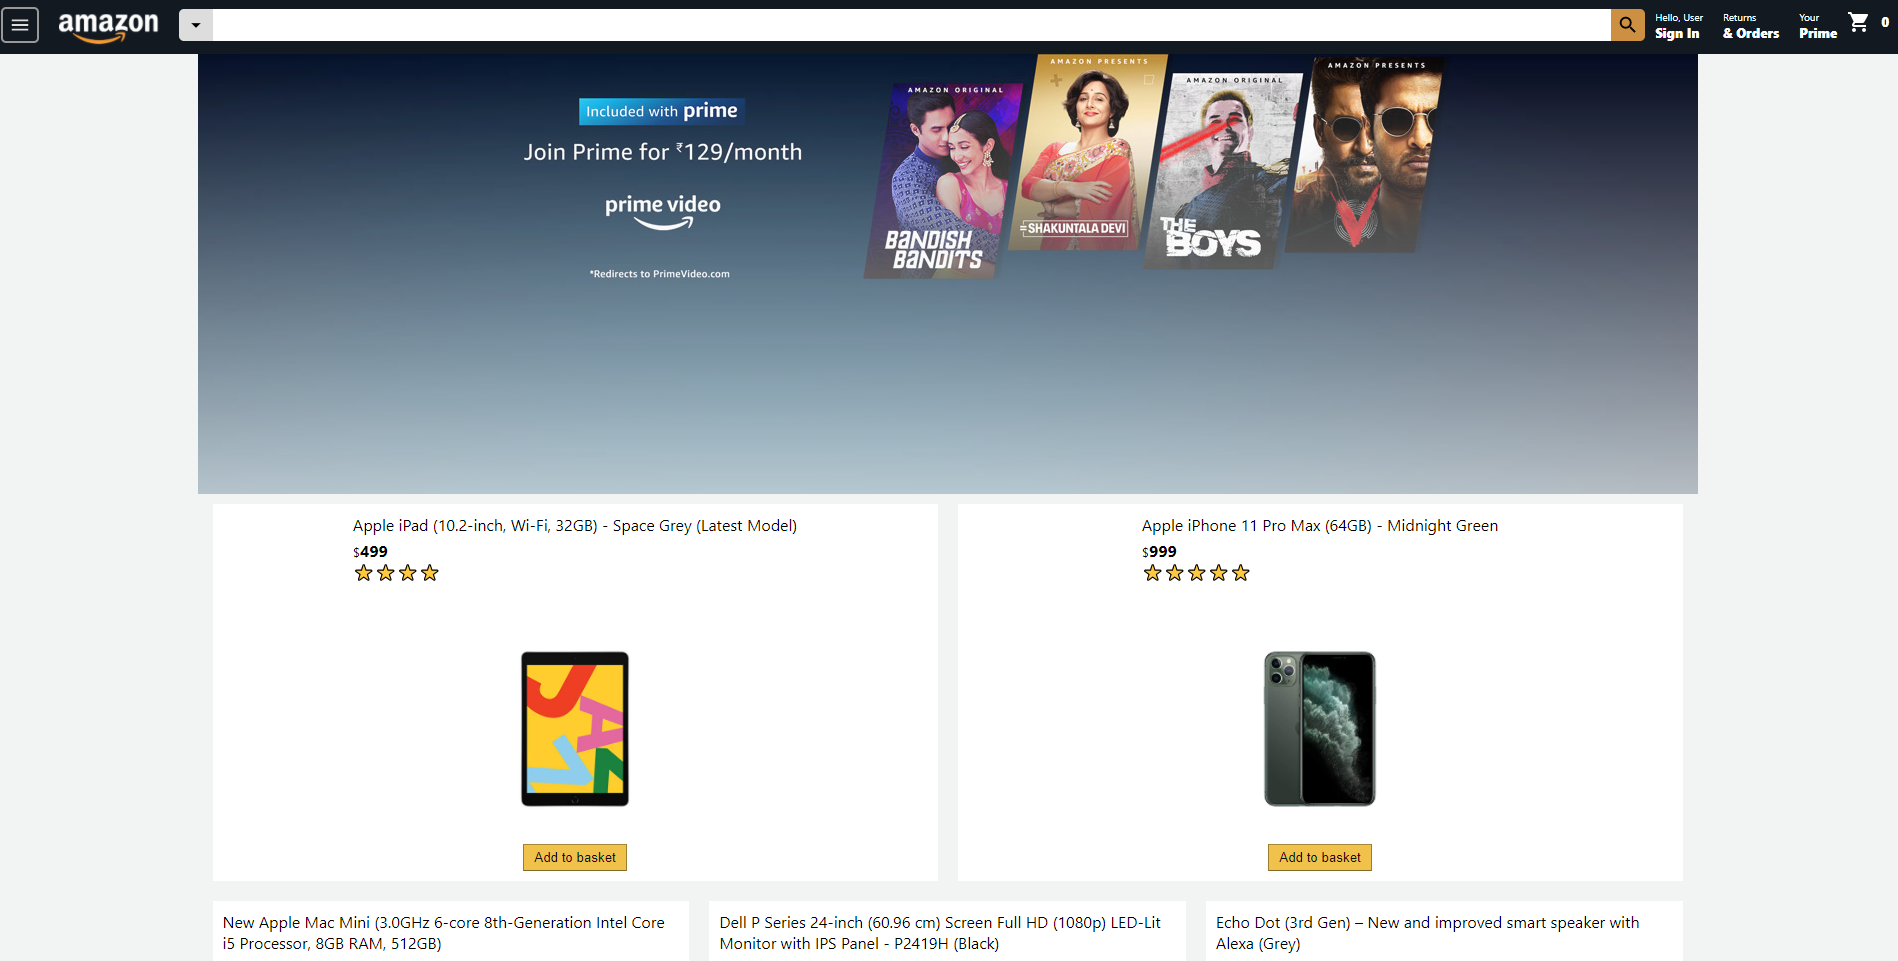 amazon
Hello, User
Sign In
Returns
& Orders
Your
Prime
0
Included with prime
Join Prime for ₹129/month
prime video
*Redirects to PrimeVideo.com
AMAZON ORIGINAL
BANDISH
BANDITS
AMAZON PRESENTS
=SHAKUNTALA DEVI
AMAZON ORIGINAL
THE
BOYS
AMAZON PRESENTS
V
Apple iPad (10.2-inch, Wi-Fi, 32GB) - Space Grey (Latest Model)
$499
Add to basket
Apple iPhone 11 Pro Max (64GB) - Midnight Green
$999
Add to basket
New Apple Mac Mini (3.0GHz 6-core 8th-Generation Intel Core
i5 Processor, 8GB RAM, 512GB)
Dell P Series 24-inch (60.96 cm) Screen Full HD (1080p) LED-Lit
Monitor with IPS Panel - P2419H (Black)
Echo Dot (3rd Gen) – New and improved smart speaker with
Alexa (Grey)